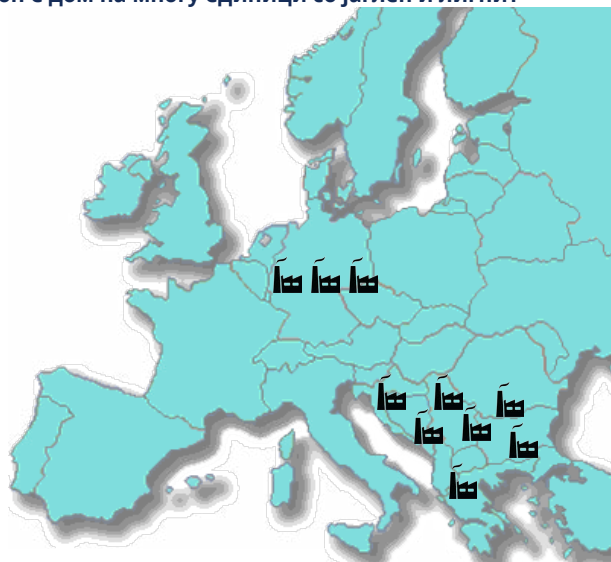 е дом на многу единици со јаглен и лигнит